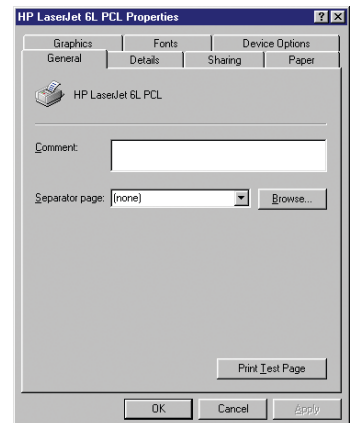 HP LaserJet 6L PCL Properties
Graphics Fonts Device Options
General Details Sharing Paper
HP LaserJet 6L PCL
Comment:
Separator page: (none) Browse...
Print Test Page
OK Cancel Apply